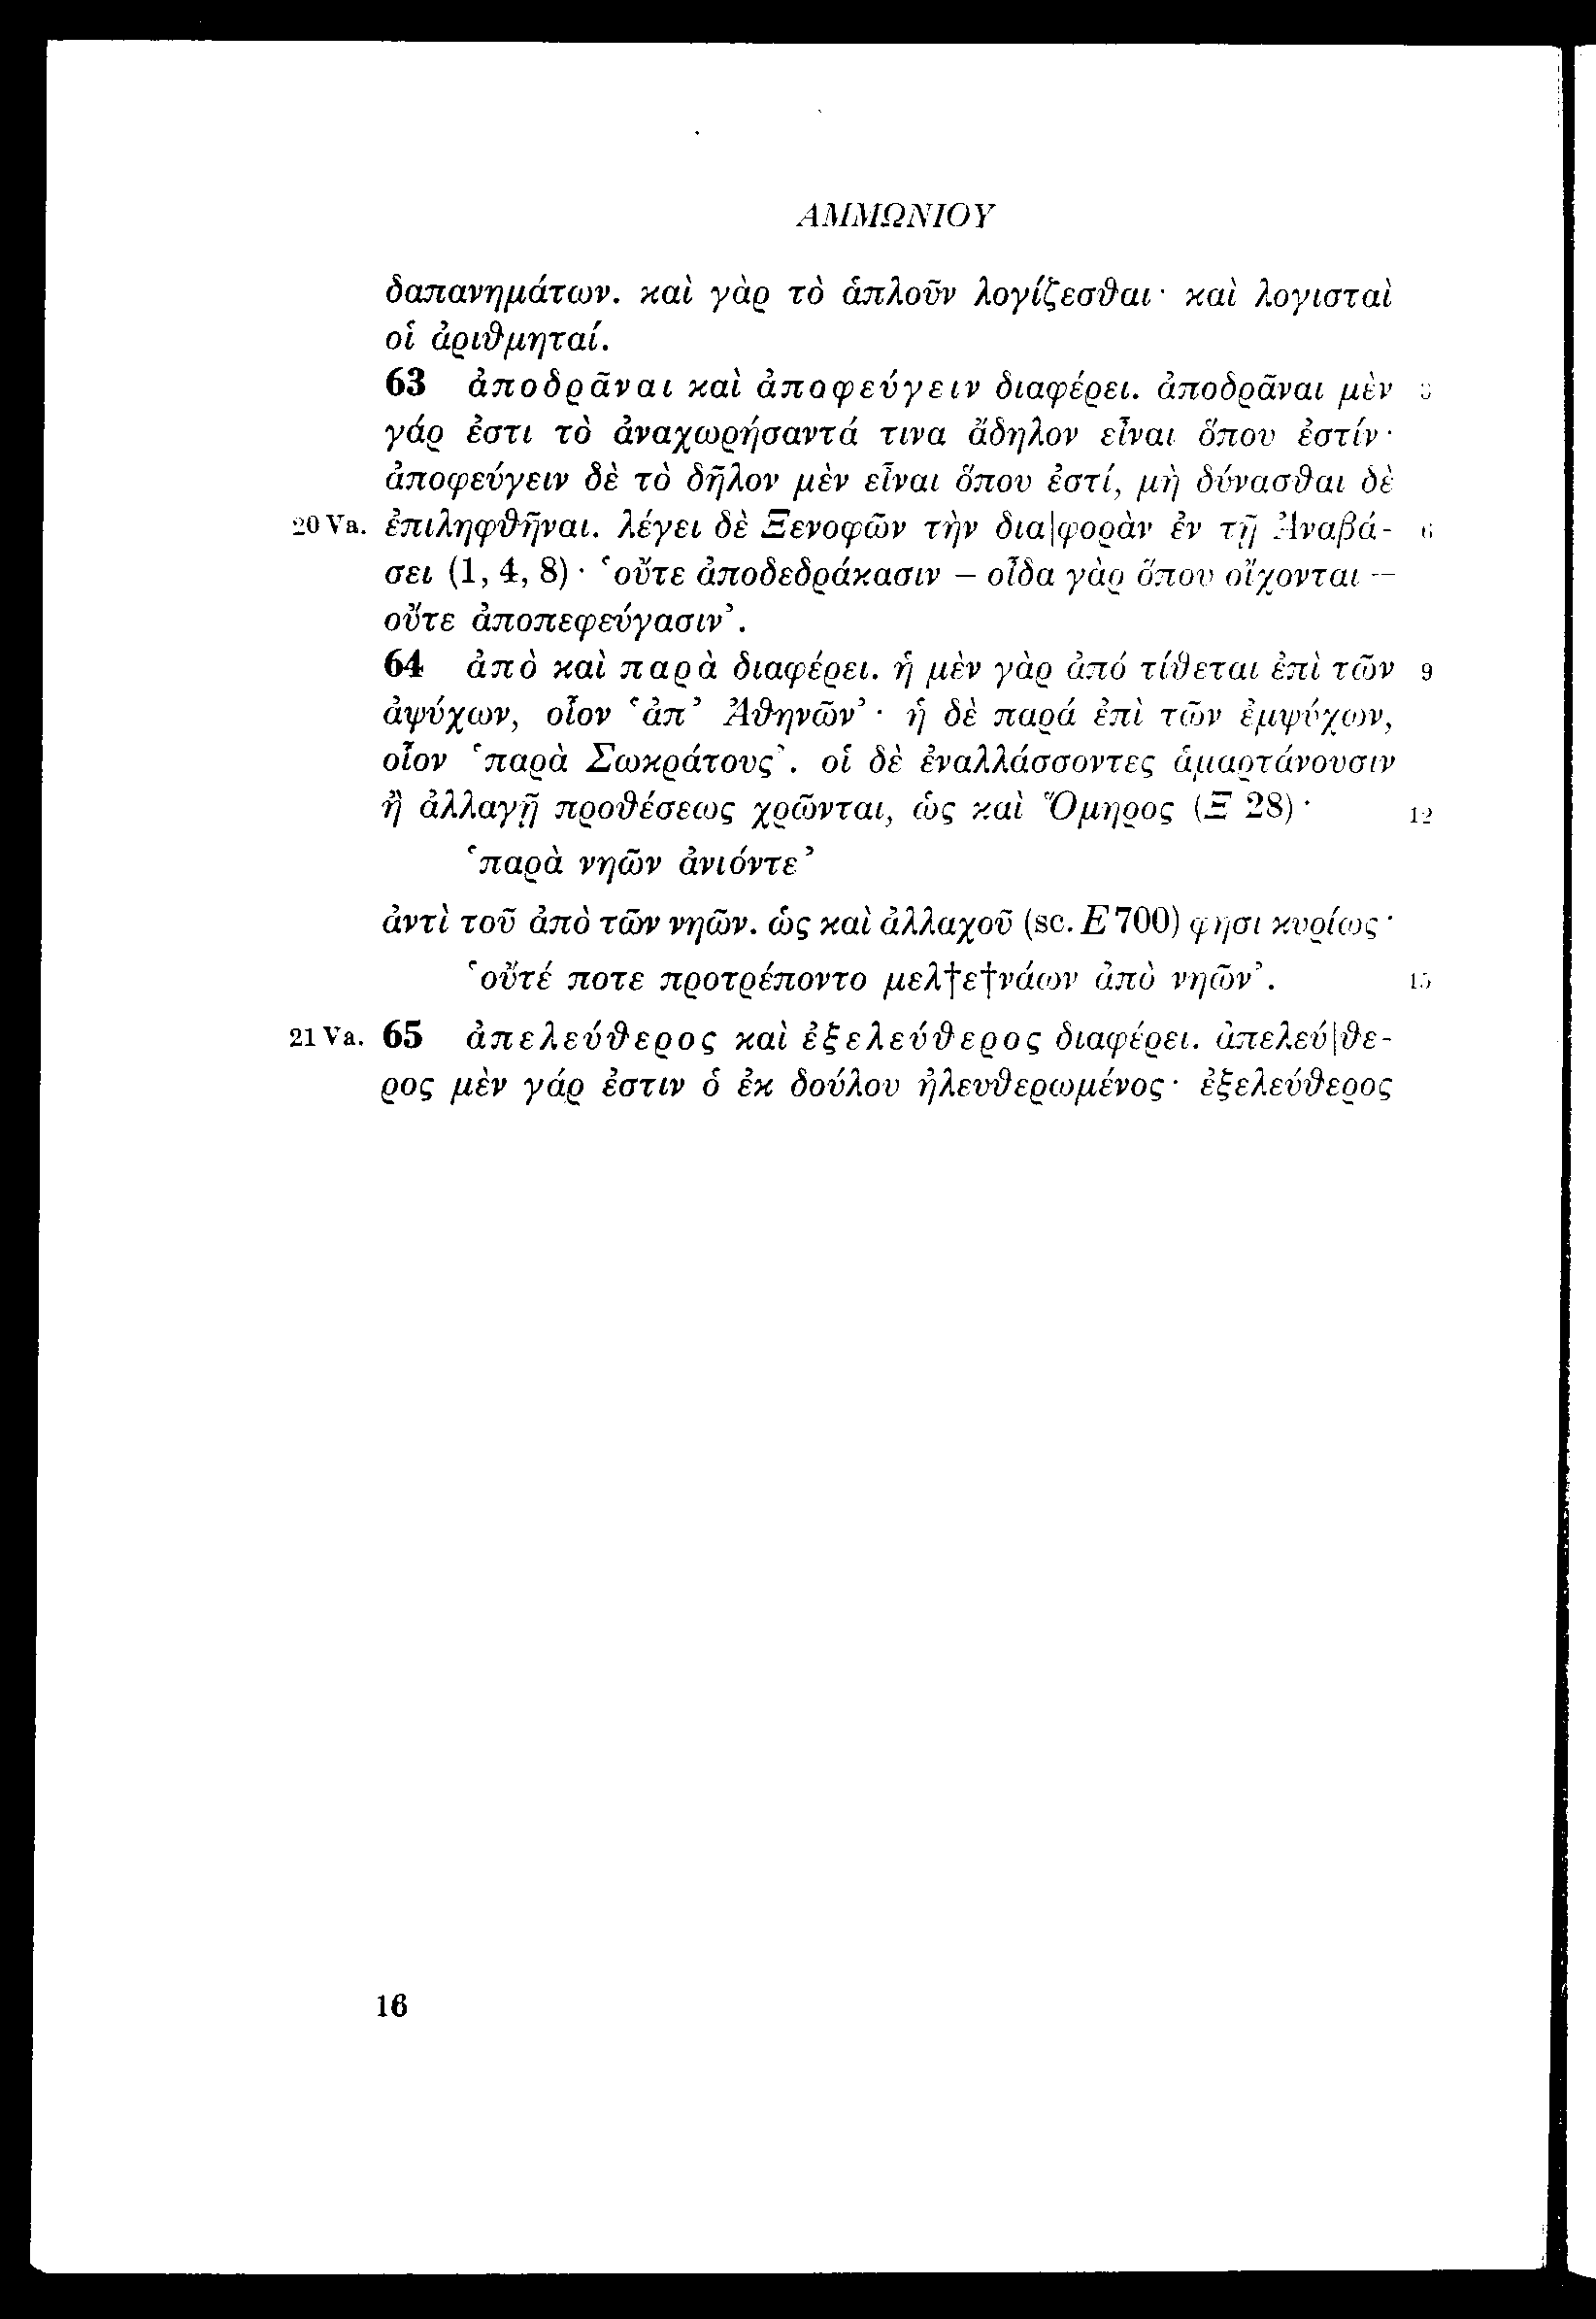 ΑΜΜΩΝΙΟΥ
δαπανημάτων. καὶ γὰρ τὸ ἁπλοῦν λογίζεσθαι· καὶ λογισταὶ
οἱ ἀριθμηταί.
63 ἀποδρᾶναι καὶ ἀποφεύγειν διαφέρει. ἀποδρᾶναι μὲν 3
γάρ ἐστι τὸ ἀναχωρήσαντά τινα ἄδηλον εἶναι ὅπου ἐστίν·
ἀποφεύγειν δὲ τὸ δῆλον μὲν εἶναι ὅπου ἐστί, μὴ δύνασθαι δὲ
20 Va. ἐπιληφθῆναι. λέγει δὲ Ξενοφῶν τὴν δια|φορὰν ἐν τῇ Ἀναβά- 6
σει (1, 4, 8)· ‘οὔτε ἀποδεδράκασιν – οἶδα γὰρ ὅπου οἴχονται –
οὔτε ἀποπεφεύγασιν’.
64 ἀπὸ καὶ παρὰ διαφέρει. ἡ μὲν γὰρ ἀπό τίθεται ἐπὶ τῶν 9
ἀψύχων, οἷον ‘ἀπ’ Ἀθηνῶν’· ἡ δὲ παρά ἐπὶ τῶν ἐμψύχων,
οἷον ‘παρὰ Σωκράτους’. οἱ δὲ ἐναλλάσσοντες ἁμαρτάνουσιν
ἢ ἀλλαγῇ προθέσεως χρῶνται, ὡς καὶ Ὅμηρος (Ξ 28)· 12
‘παρὰ νηῶν ἀνιόντε’
ἀντὶ τοῦ ἀπὸ τῶν νηῶν. ὡς καὶ ἀλλαχοῦ (sc. E 700) φησι κυρίως·
‘οὔτέ ποτε προτρέποντο μελ†ε†νάων ἀπὸ νηῶν’. 15
21 Va. 65 ἀπελεύθερος καὶ ἐξελεύθερος διαφέρει. ἀπελεύ|θε-
ρος μὲν γάρ ἐστιν ὁ ἐκ δούλου ἠλευθερωμένος· ἐξελεύθερος
16